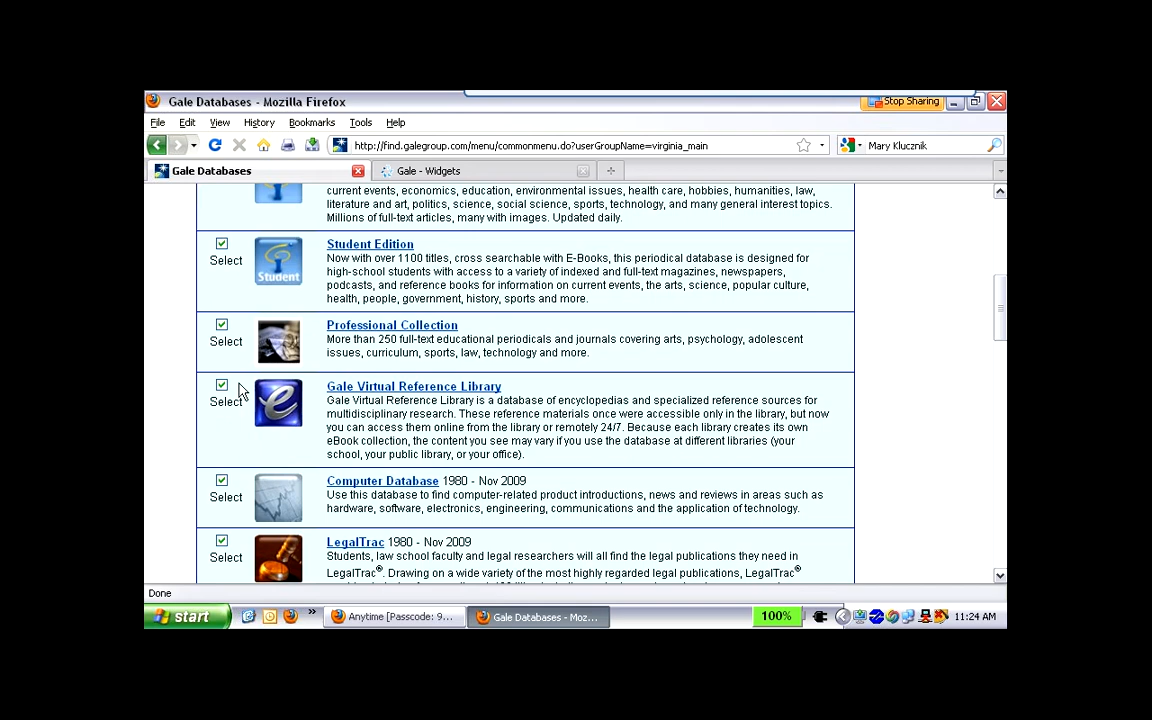 Gale Databases - Mozilla Firefox
Stop Sharing
File Edit View History Bookmarks Tools Help
http://find.galegroup.com/menu/commonmenu.do?userGroupName=virginia_main
Mary Klucznik
Gale Databases
Gale - Widgets
current events, economics, education, environmental issues, health care, hobbies, humanities, law,
literature and art, politics, science, social science, sports, technology, and many general interest topics.
Millions of full-text articles, many with images. Updated daily.
Select
Student
Student Edition
Now with over 1100 titles, cross searchable with E-Books, this periodical database is designed for
high-school students with access to a variety of indexed and full-text magazines, newspapers,
podcasts, and reference books for information on current events, the arts, science, popular culture,
health, people, government, history, sports and more.
Select
Professional Collection
More than 250 full-text educational periodicals and journals covering arts, psychology, adolescent
issues, curriculum, sports, law, technology and more.
Select
e
Gale Virtual Reference Library
Gale Virtual Reference Library is a database of encyclopedias and specialized reference sources for
multidisciplinary research. These reference materials once were accessible only in the library, but now
you can access them online from the library or remotely 24/7. Because each library creates its own
eBook collection, the content you see may vary if you use the database at different libraries (your
school, your public library, or your office).
Select
Computer Database 1980 - Nov 2009
Use this database to find computer-related product introductions, news and reviews in areas such as
hardware, software, electronics, engineering, communications and the application of technology.
Select
LegalTrac 1980 - Nov 2009
Students, law school faculty and legal researchers will all find the legal publications they need in
LegalTrac®. Drawing on a wide variety of the most highly regarded legal publications, LegalTrac®
Done
start
Anytime [Passcode: 9...
Gale Databases - Moz...
100%
11:24 AM